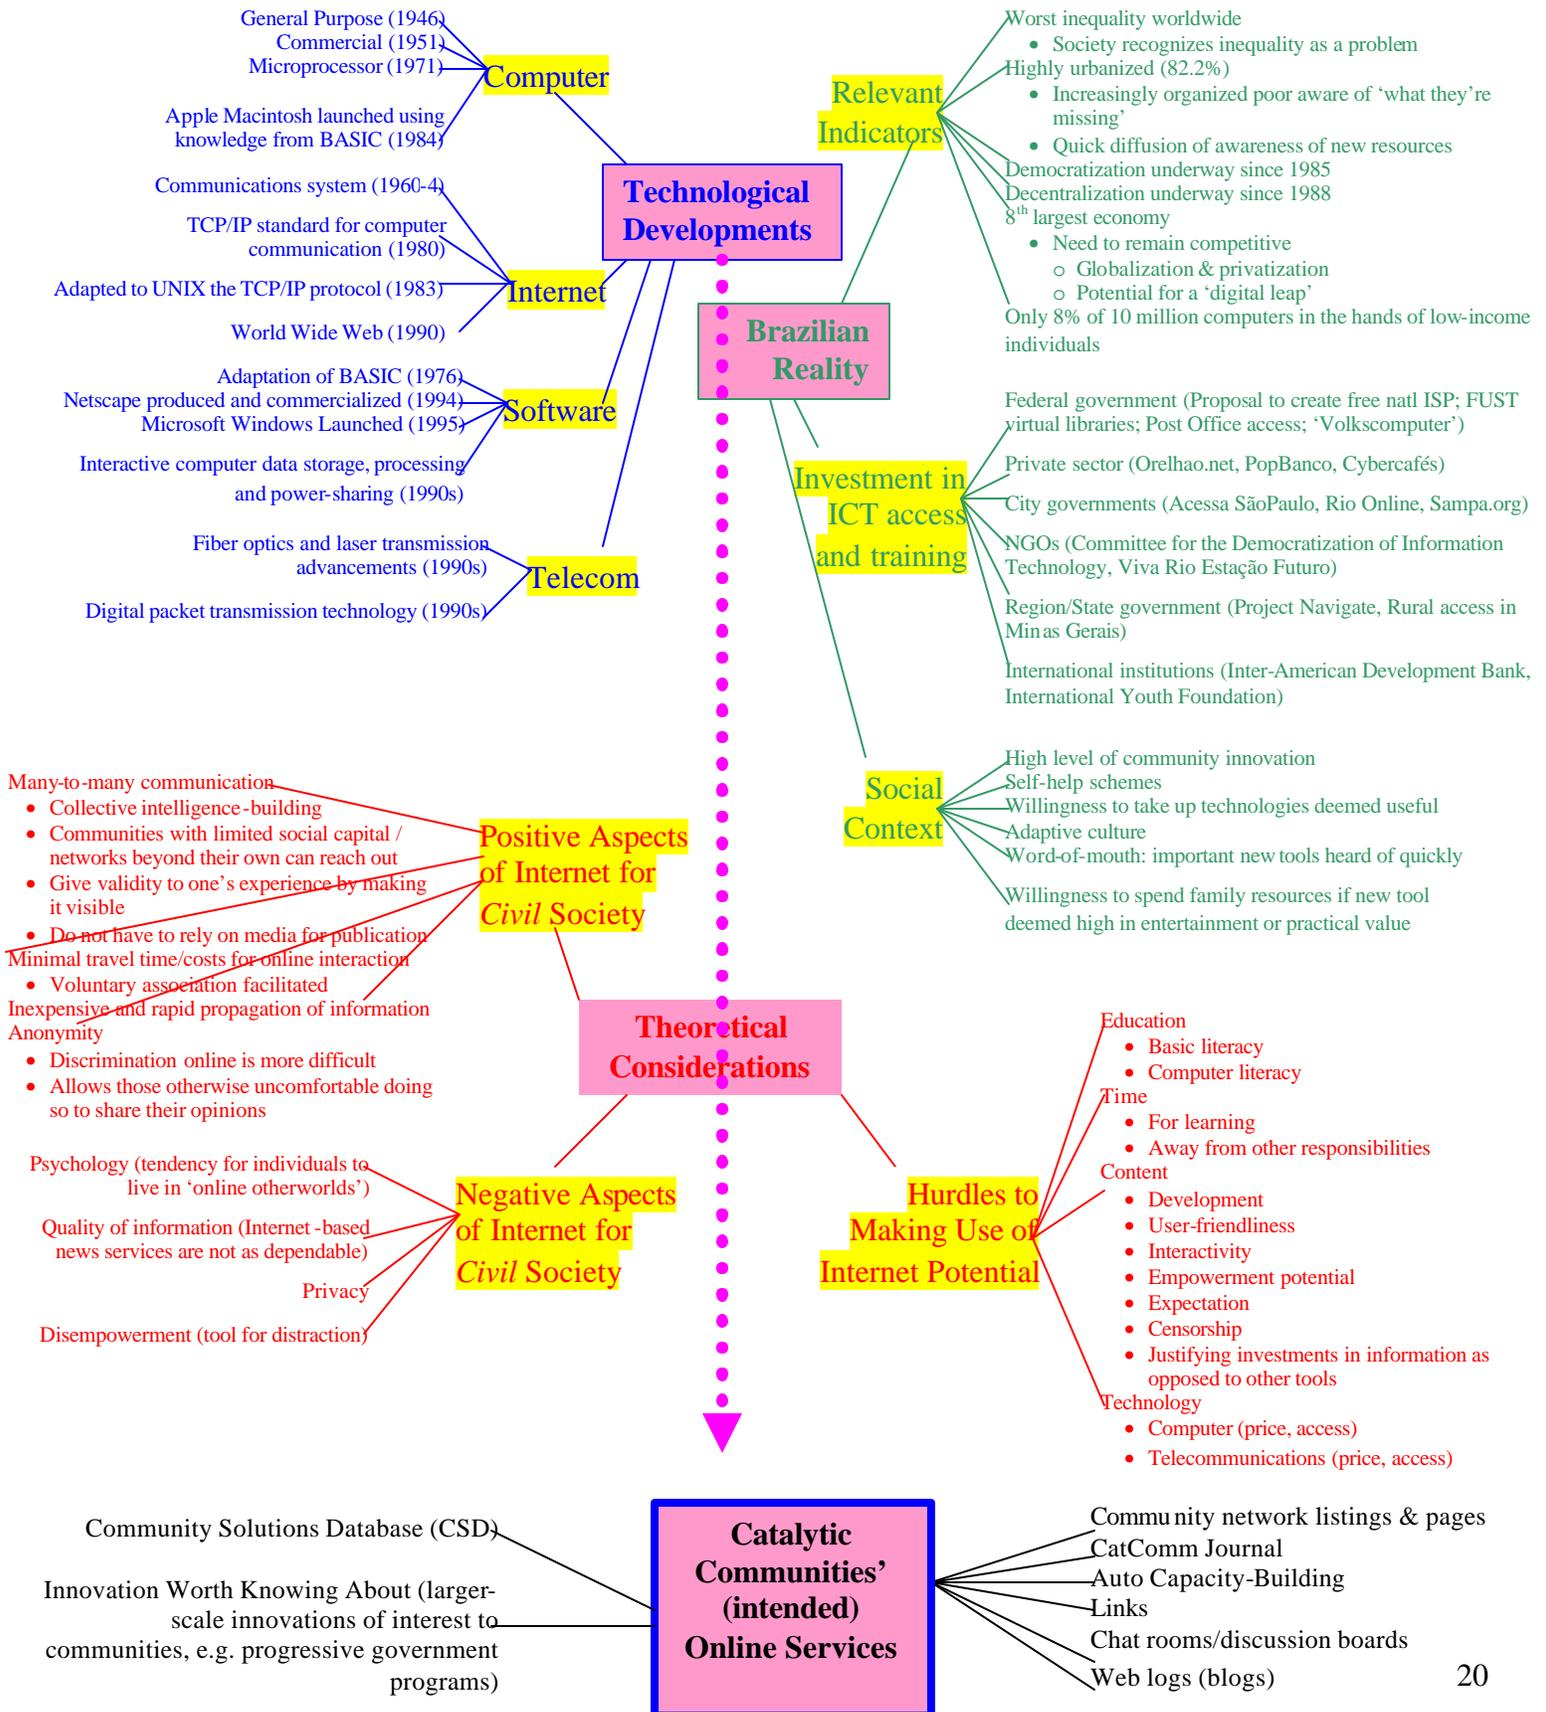 General Purpose (1946)
Commercial (1951)
Microprocessor (1971)
Apple Macintosh launched using
knowledge from BASIC (1984)
Computer
Communications system (1960-4)
TCP/IP standard for computer
communication (1980)
Adapted to UNIX the TCP/IP protocol (1983)
World Wide Web (1990)
Internet
Adaptation of BASIC (1976)
Netscape produced and commercialized (1994)
Microsoft Windows Launched (1995)
Interactive computer data storage, processing
and power-sharing (1990s)
Software
Fiber optics and laser transmission
advancements (1990s)
Digital packet transmission technology (1990s)
Telecom
Technological
Developments
Relevant
Indicators
Worst inequality worldwide
• Society recognizes inequality as a problem
Highly urbanized (82.2%)
• Increasingly organized poor aware of ‘what they’re
missing’
• Quick diffusion of awareness of new resources
Democratization underway since 1985
Decentralization underway since 1988
8th largest economy
• Need to remain competitive
o Globalization & privatization
o Potential for a ‘digital leap’
Only 8% of 10 million computers in the hands of low-income
individuals
Brazilian
Reality
Investment in
ICT access
and training
Federal government (Proposal to create free natl ISP; FUST
virtual libraries; Post Office access; ‘Volkscomputer’)
Private sector (Orelhao.net, PopBanco, Cybercafés)
City governments (Acessa SãoPaulo, Rio Online, Sampa.org)
NGOs (Committee for the Democratization of Information
Technology, Viva Rio Estação Futuro)
Region/State government (Project Navigate, Rural access in
Minas Gerais)
International institutions (Inter-American Development Bank,
International Youth Foundation)
Social
Context
High level of community innovation
Self-help schemes
Willingness to take up technologies deemed useful
Adaptive culture
Word-of-mouth: important new tools heard of quickly
Willingness to spend family resources if new tool
deemed high in entertainment or practical value
Many-to-many communication
• Collective intelligence-building
• Communities with limited social capital /
networks beyond their own can reach out
• Give validity to one’s experience by making
it visible
• Do not have to rely on media for publication
Minimal travel time/costs for online interaction
• Voluntary association facilitated
Inexpensive and rapid propagation of information
Anonymity
• Discrimination online is more difficult
• Allows those otherwise uncomfortable doing
so to share their opinions
Positive Aspects
of Internet for
Civil Society
Theoretical
Considerations
Psychology (tendency for individuals to
live in ‘online otherworlds’)
Quality of information (Internet-based
news services are not as dependable)
Privacy
Disempowerment (tool for distraction)
Negative Aspects
of Internet for
Civil Society
Hurdles to
Making Use of
Internet Potential
Education
• Basic literacy
• Computer literacy
Time
• For learning
• Away from other responsibilities
Content
• Development
• User-friendliness
• Interactivity
• Empowerment potential
• Expectation
• Censorship
• Justifying investments in information as
opposed to other tools
Technology
• Computer (price, access)
• Telecommunications (price, access)
Community Solutions Database (CSD)
Innovation Worth Knowing About (larger-
scale innovations of interest to
communities, e.g. progressive government
programs)
Catalytic
Communities’
(intended)
Online Services
Community network listings & pages
CatComm Journal
Auto Capacity-Building
Links
Chat rooms/discussion boards
Web logs (blogs)
20